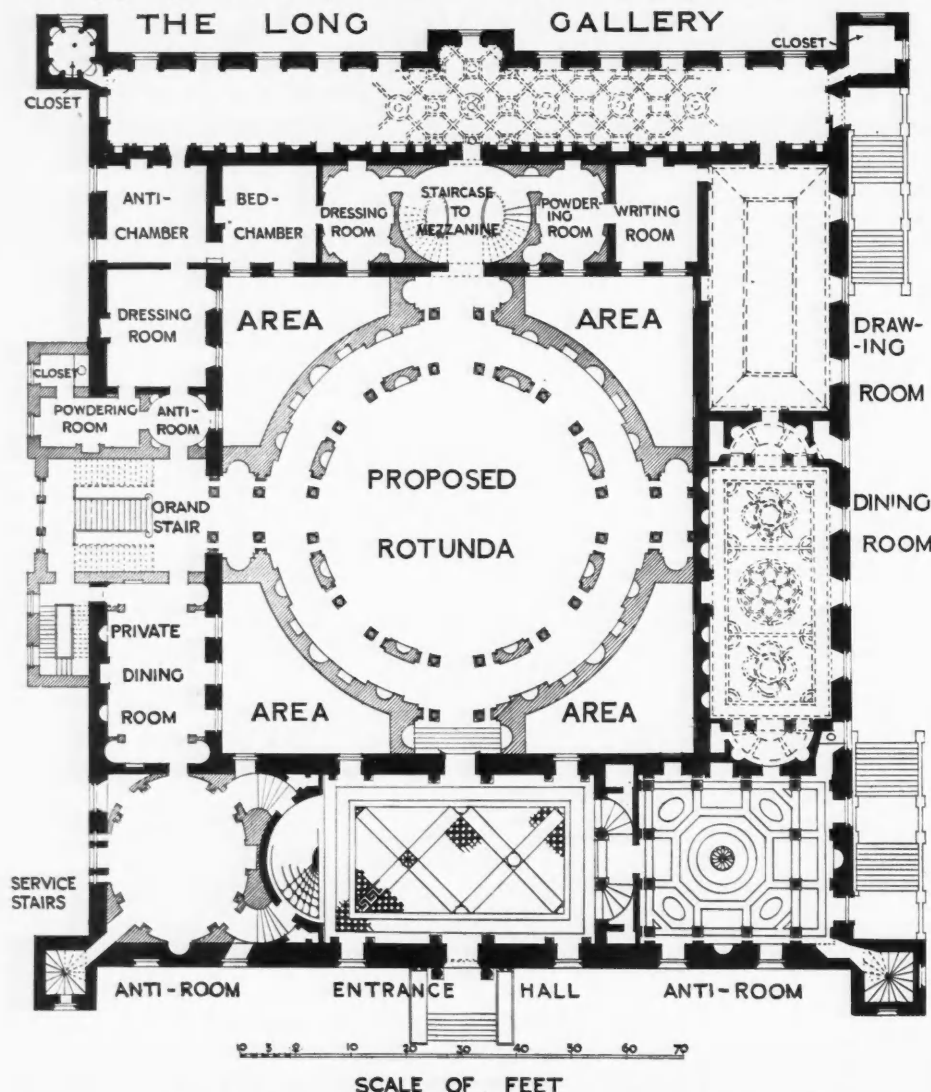 THE LONG GALLERY
CLOSET
CLOSET
ANTI-
CHAMBER
BED-
CHAMBER
DRESSING
ROOM
STAIRCASE
TO
MEZZANINE
POWDER-
ING
ROOM
WRITING
ROOM
DRESSING
ROOM
AREA
AREA
DRAW-
-ING
ROOM
CLOSET
POWDERING
ROOM
ANTI-
ROOM
GRAND
STAIR
PROPOSED
ROTUNDA
DINING
ROOM
PRIVATE
DINING
ROOM
AREA
AREA
SERVICE
STAIRS
ANTI-ROOM
ENTRANCE HALL
ANTI-ROOM
10 5 0 10 20 30 40 50 60 70
SCALE OF FEET